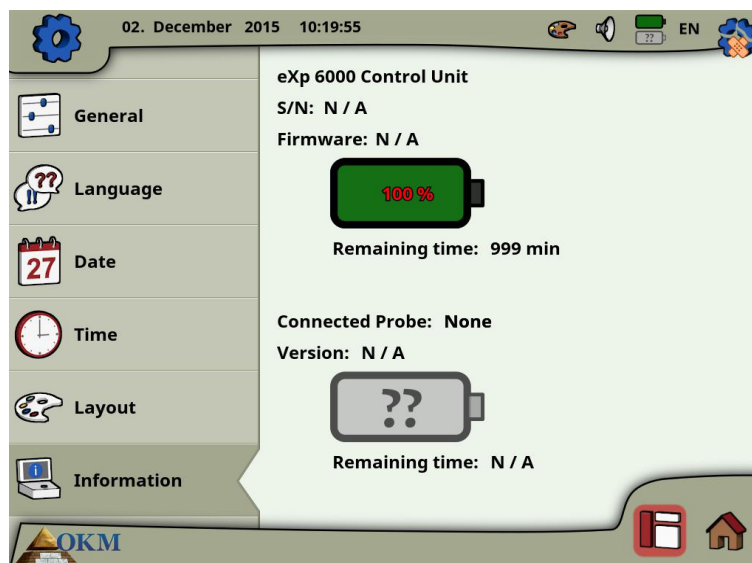 02. December 2015 10:19:55
??
EN
General
??
!!
Language
27
Date
Time
Layout
i
Information
eXp 6000 Control Unit
S/N: N / A
Firmware: N / A
100 %
Remaining time: 999 min
Connected Probe: None
Version: N / A
??
Remaining time: N / A
OKM